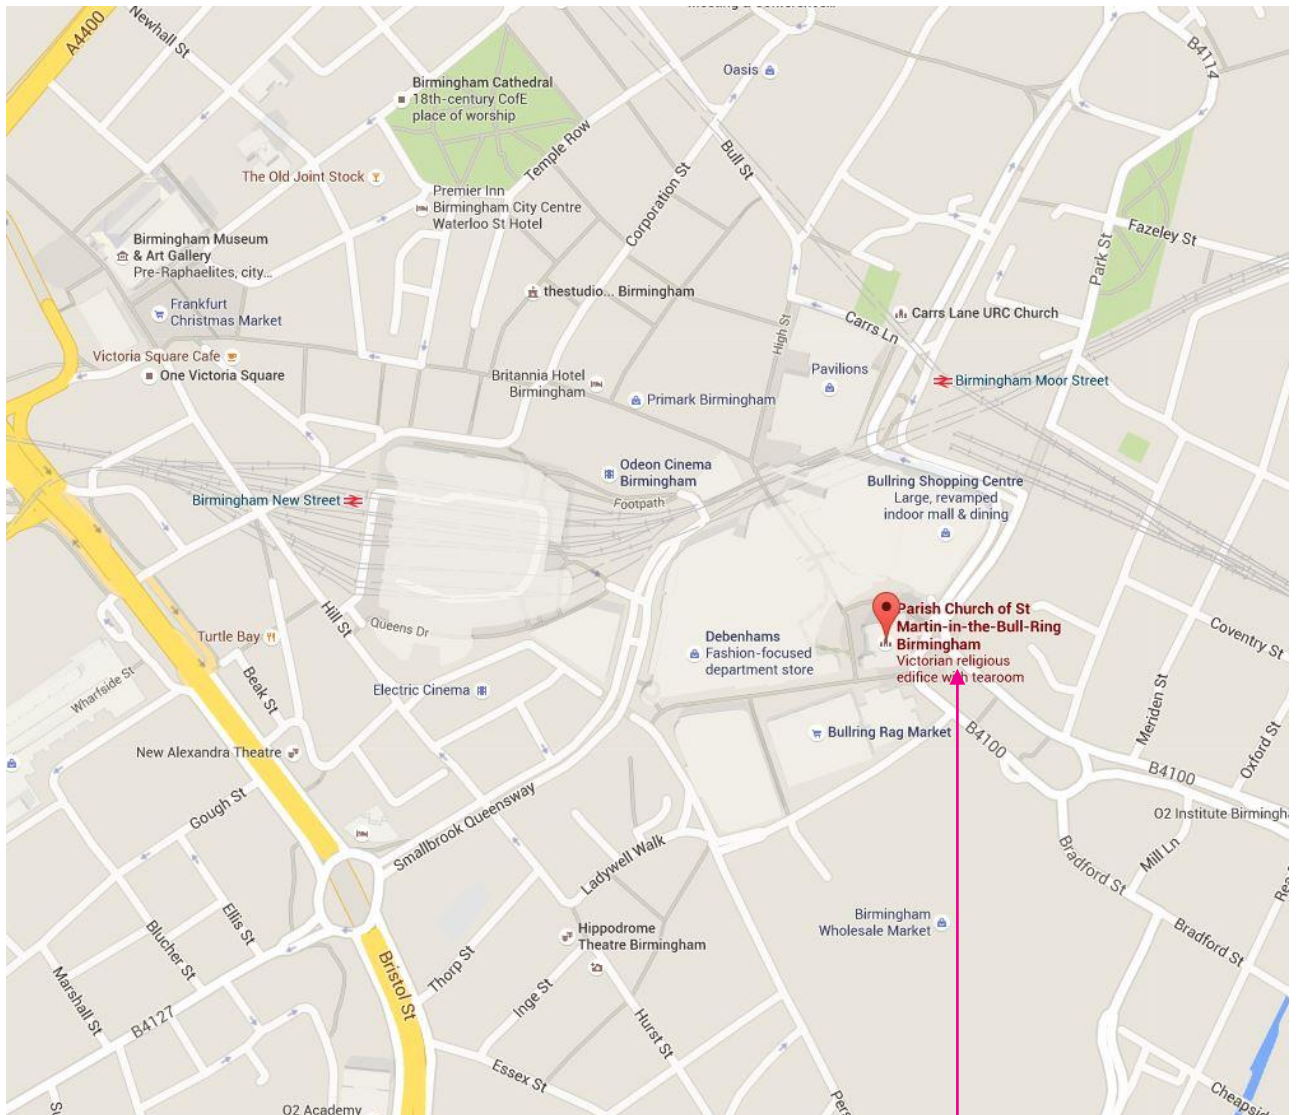 A4400
Newhall St
B4114
Oasis
Birmingham Cathedral
18th-century CofE
place of worship
Temple Row
Bull St
The Old Joint Stock
Premier Inn
Birmingham City Centre
Waterloo St Hotel
Corporation St
Fazeley St
Park St
Birmingham Museum
& Art Gallery
Pre-Raphaelites, city...
thestudio... Birmingham
Frankfurt
Christmas Market
Carrs Lane URC Church
Carrs Ln
High St
Victoria Square Cafe
One Victoria Square
Britannia Hotel
Birmingham
Pavilions
Birmingham Moor Street
Primark Birmingham
Odeon Cinema
Birmingham
Footpath
Bullring Shopping Centre
Large, revamped
indoor mall & dining
Birmingham New Street
Hill St
Queens Dr
Turtle Bay
Parish Church of St
Martin-in-the-Bull-Ring
Birmingham
Victorian religious
edifice with tearoom
Debenhams
Fashion-focused
department store
Coventry St
Wharfside St
Beak St
Electric Cinema
Meriden St
Oxford St
New Alexandra Theatre
Bullring Rag Market
B4100
B4100
Gough St
Smallbrook Queensway
O2 Institute Birmingha
Ladywell Walk
Bradford St
Mill Ln
Rea
Ellis St
Blucher St
Birmingham
Wholesale Market
Hippodrome
Theatre Birmingham
Bradford St
Marshall St
Bristol St
Thorp St
Inge St
B4127
Hurst St
Essex St
Pers
Cheapsid
Su
O2 Academy